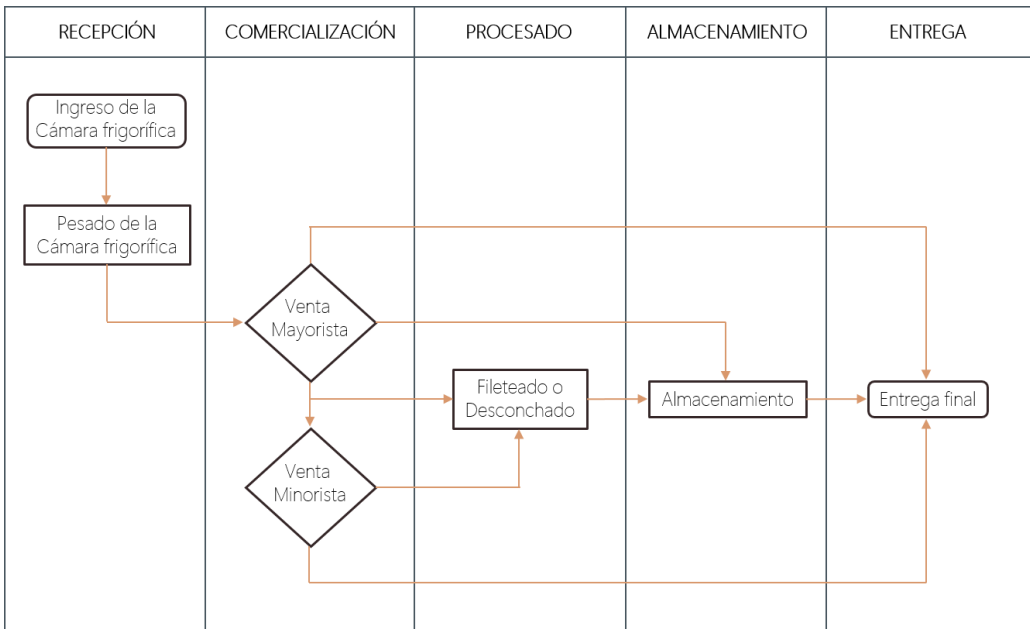 RECEPCIÓN
COMERCIALIZACIÓN
PROCESADO
ALMACENAMIENTO
ENTREGA
Ingreso de la
Cámara frigorífica
Pesado de la
Cámara frigorífica
Venta
Mayorista
Fileteado o
Desconchado
Almacenamiento
Entrega final
Venta
Minorista